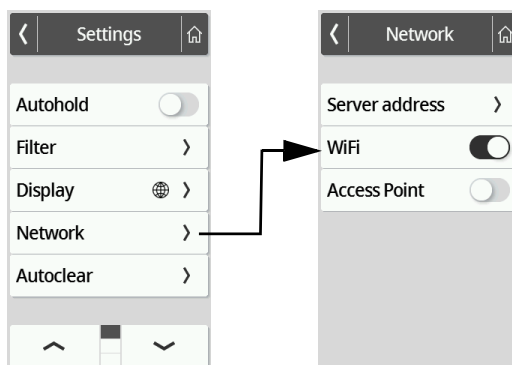 Settings
Autohold
Filter
Display
Network
Autoclear
Network
Server address
WiFi
Access Point